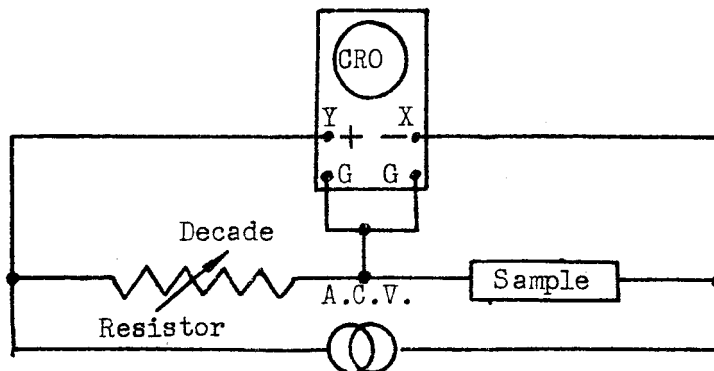 CRO
Y + − X
G G
Decade
A.C.V.
Sample
Resistor